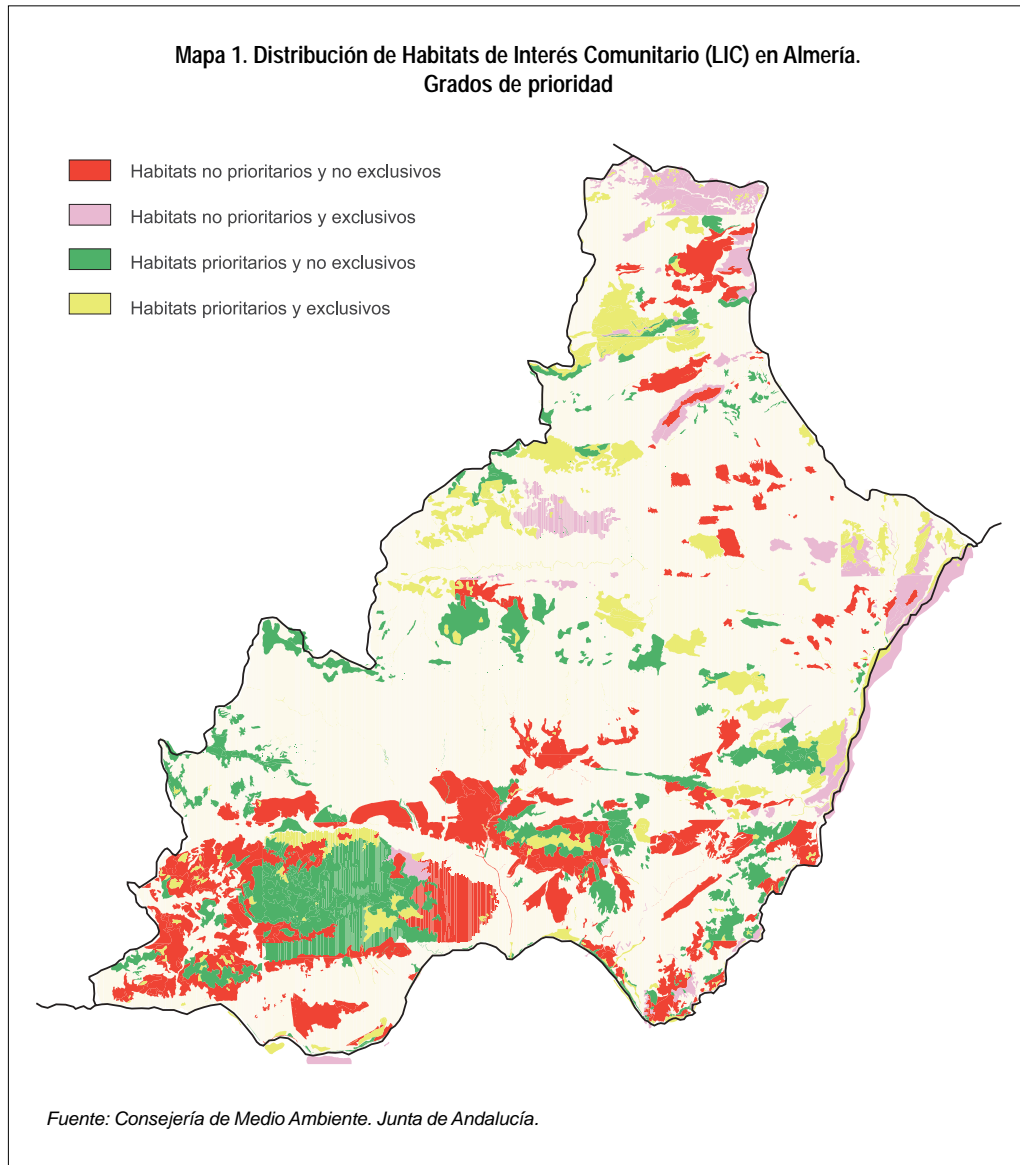 Mapa 1. Distribución de Habitats de Interés Comunitario (LIC) en Almería.
Grados de prioridad
Habitats no prioritarios y no exclusivos
Habitats no prioritarios y exclusivos
Habitats prioritarios y no exclusivos
Habitats prioritarios y exclusivos
Fuente: Consejería de Medio Ambiente. Junta de Andalucía.